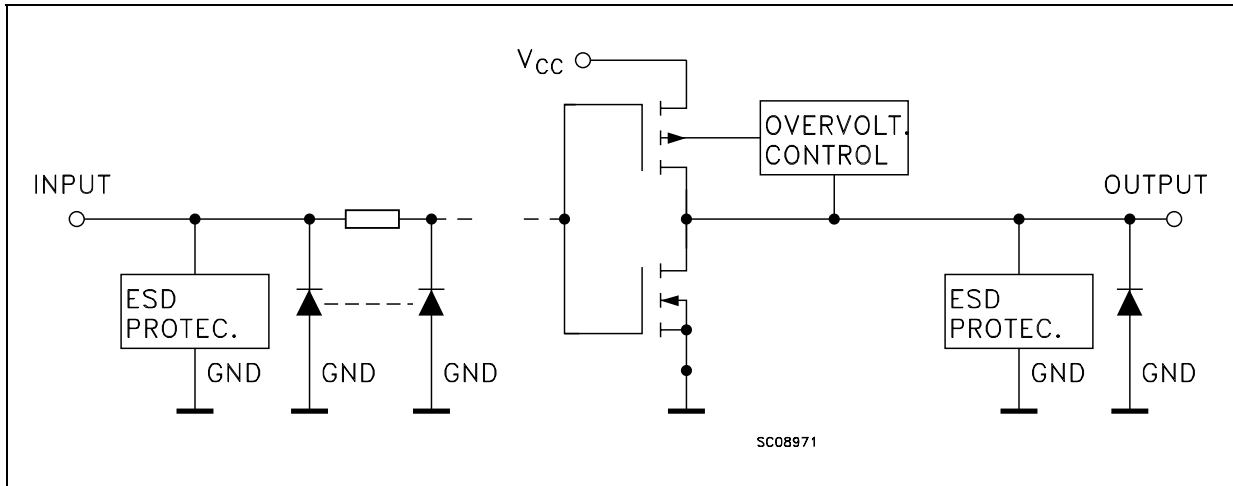 VCC
OVERVOLT.
CONTROL
INPUT
OUTPUT
ESD
PROTEC.
ESD
PROTEC.
GND
GND
GND
GND
GND
SC08971